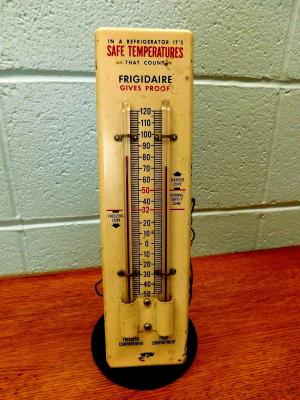 IN A REFRIGERATOR IT'S
SAFE TEMPERATURES
THAT COUNT
FRIGIDAIRE
GIVES PROOF
120
110
100
90
80
70
60
50
40
32
20
10
0
10
20
30
40
50
DANGER
ZONE
NORMAL
SAFETY
ZONE
FREEZING
ZONE
FREEZING
COMPARTMENT
FOOD
COMPARTMENT